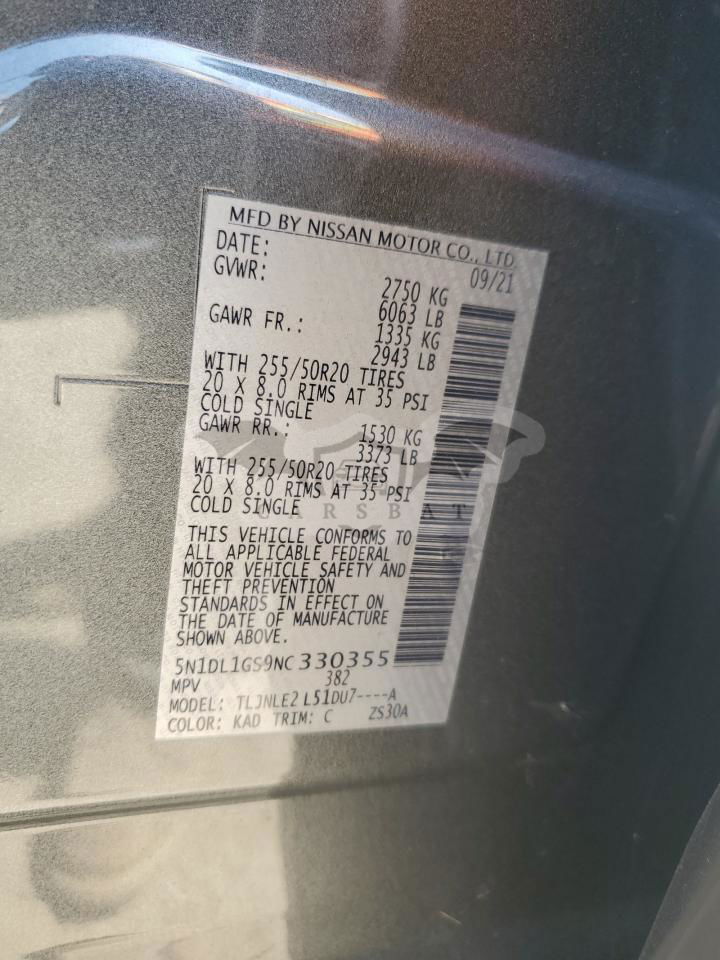 MFD BY NISSAN MOTOR CO., LTD.
DATE: 09/21
GVWR: 2750 KG
6063 LB
GAWR FR.: 1335 KG
2943 LB
WITH 255/50R20 TIRES
20 X 8.0 RIMS AT 35 PSI
COLD SINGLE
GAWR RR.: 1530 KG
3373 LB
WITH 255/50R20 TIRES
20 X 8.0 RIMS AT 35 PSI
COLD SINGLE
CARSBAT
THIS VEHICLE CONFORMS TO
ALL APPLICABLE FEDERAL
MOTOR VEHICLE SAFETY AND
THEFT PREVENTION
STANDARDS IN EFFECT ON
THE DATE OF MANUFACTURE
SHOWN ABOVE.
5N1DL1GS9NC330355
MPV 382
MODEL: TLJNLE2 L51DU7----A
COLOR: KAD TRIM: C ZS30A